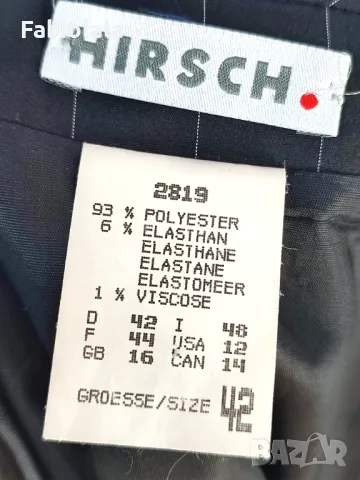 HIRSCH.
2819
93 % POLYESTER
6 % ELASTHAN
ELASTHANE
ELASTANE
ELASTOMEER
1 % VISCOSE
D 42 I 48
F 44 USA 12
GB 16 CAN 14
GROESSE/SIZE 42
BAZAR